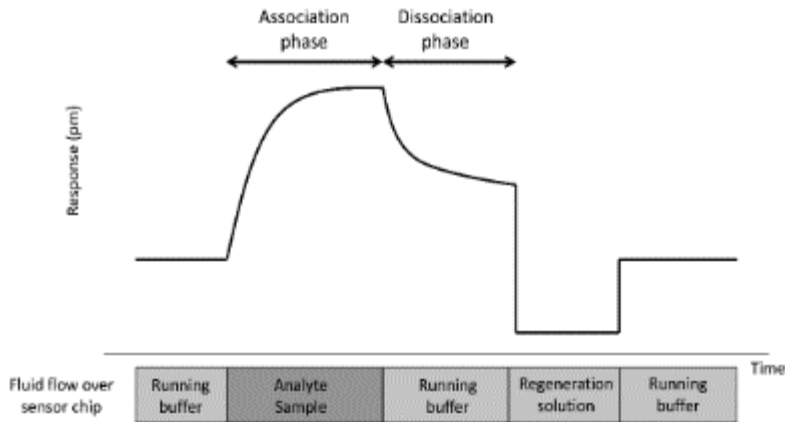 Association
phase
Dissociation
phase
Response (pm)
Time
Fluid flow over
sensor chip
Running
buffer
Analyte
Sample
Running
buffer
Regeneration
solution
Running
buffer